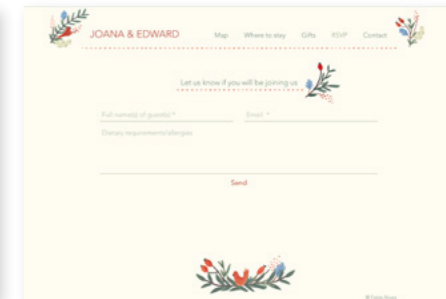 JOANA & EDWARD
Map Where to stay Gifts RSVP Contact
Let us know if you will be joining us
Full name(s) of guest(s) * Email *
Dietary requirements/allergies
Send